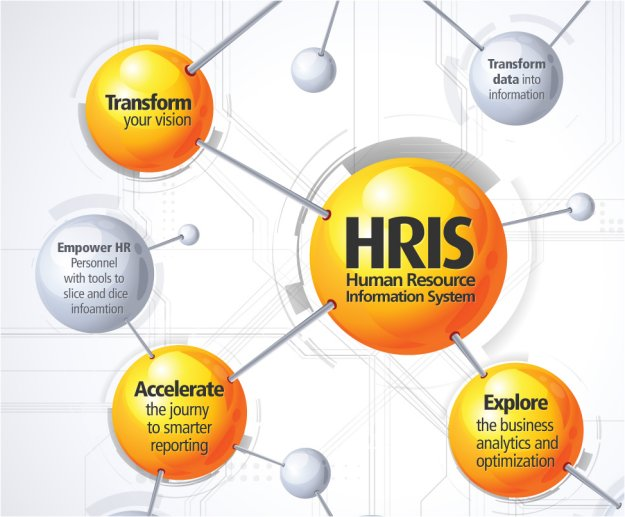 Transform
your vision
Transform
data into
information
HRIS
Human Resource
Information System
Empower HR
Personnel
with tools to
slice and dice
infoamtion
Accelerate
the journy
to smarter
reporting
Explore
the business
analytics and
optimization